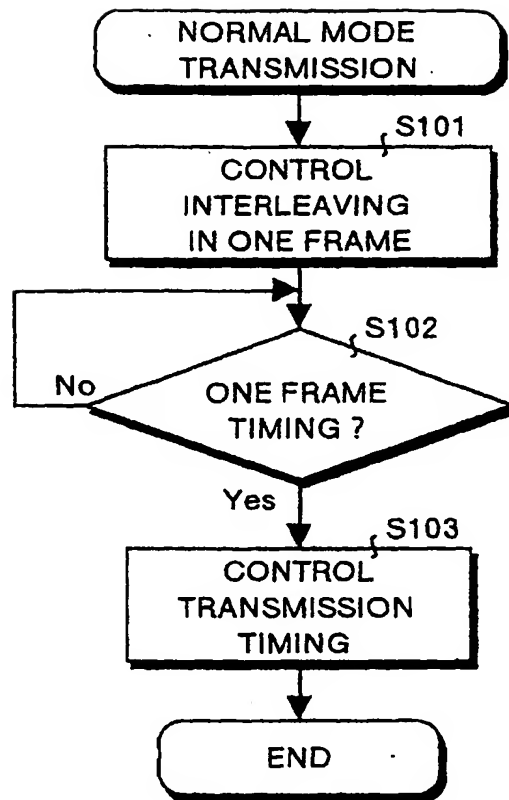 NORMAL MODE
TRANSMISSION
S101
CONTROL
INTERLEAVING
IN ONE FRAME
S102
No
ONE FRAME
TIMING ?
Yes
S103
CONTROL
TRANSMISSION
TIMING
END